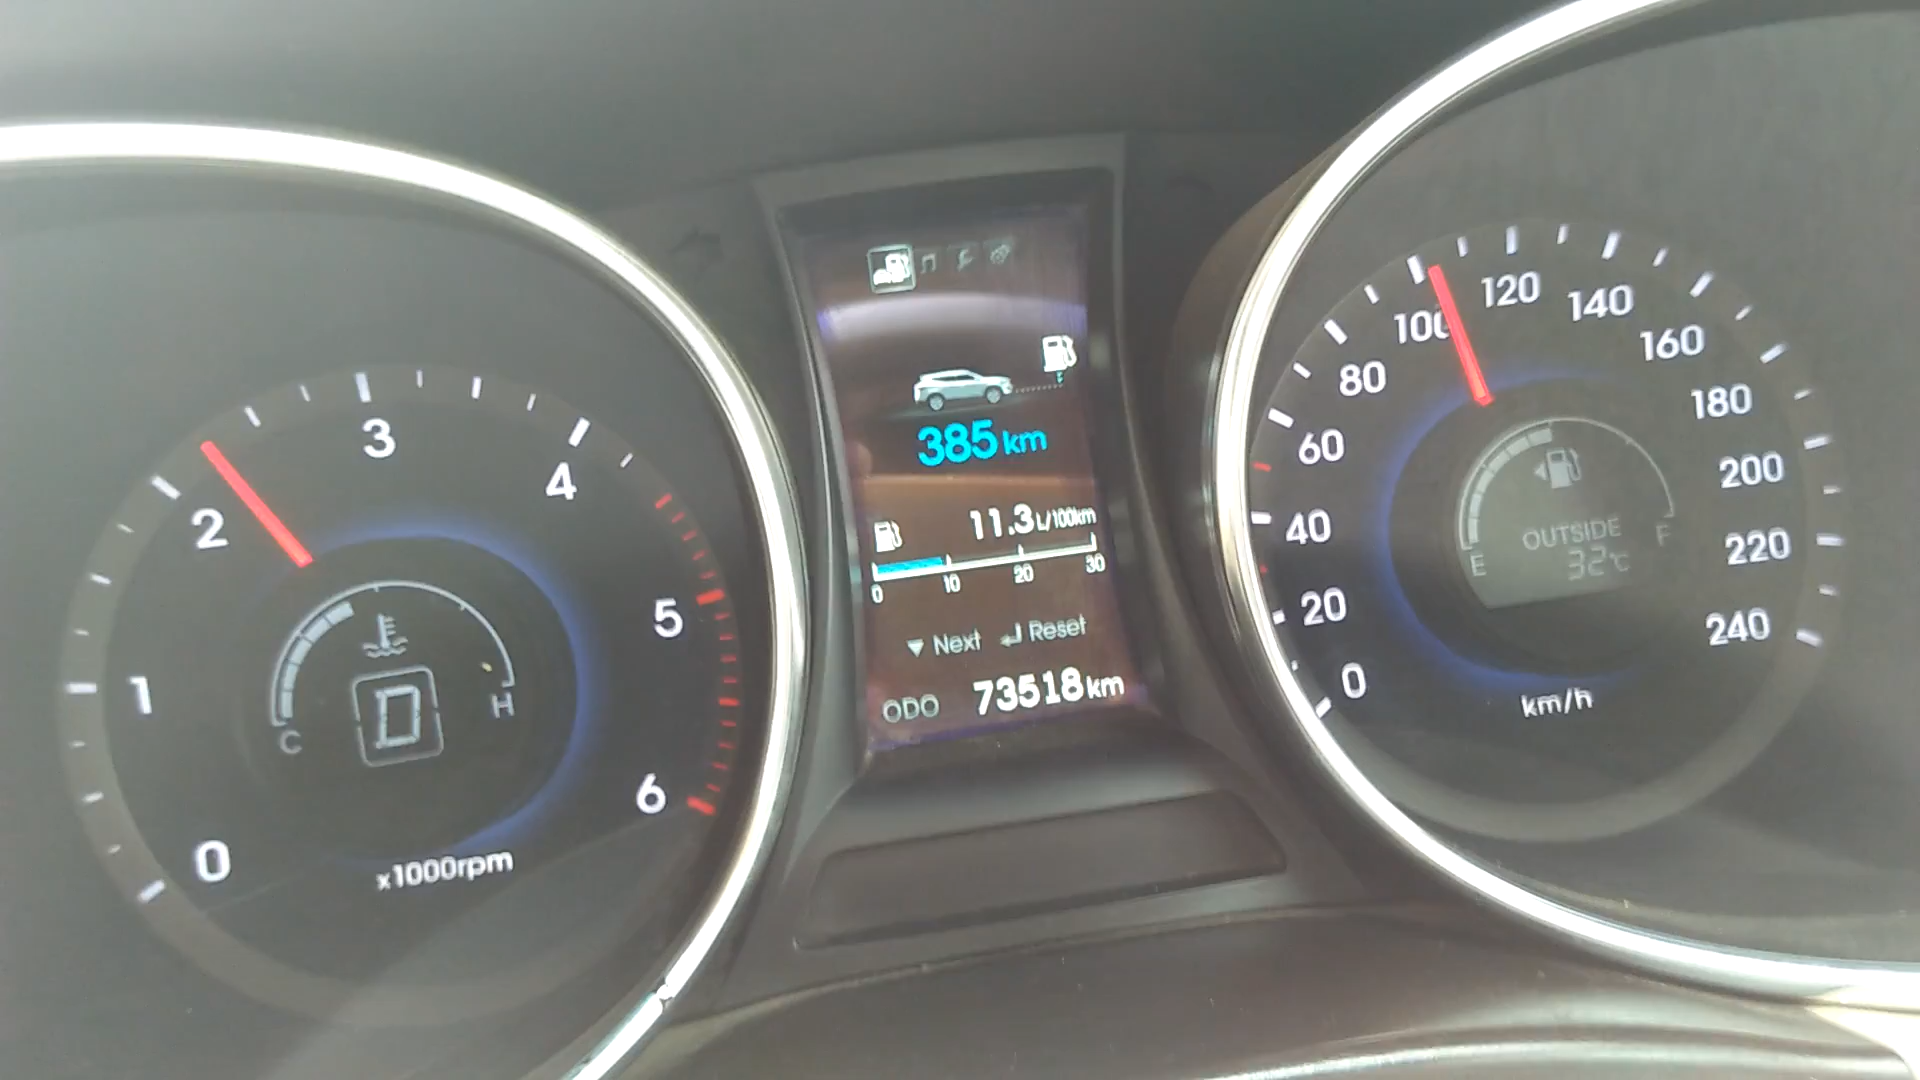 0
1
2
3
4
5
6
x1000rpm
C
H
D
385 km
11.3 L/100km
0 10 20 30
▼ Next ↵ Reset
ODO 73518 km
0
20
40
60
80
100
120
140
160
180
200
220
240
km/h
E
F
OUTSIDE
32°C